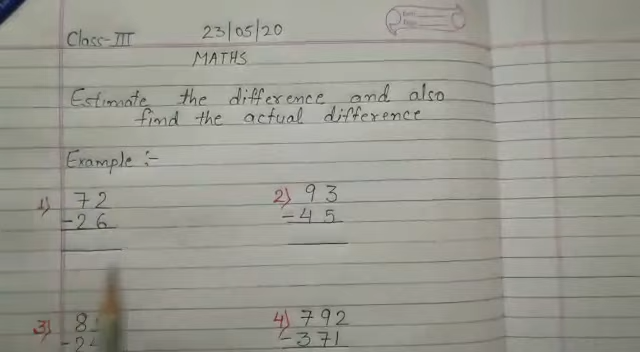 Class-III 23/05/20
MATHS
Estimate the difference and also
find the actual difference
Example :-
1) 72 2) 93
-26 -45
3) 8 4) 792
-2 -371